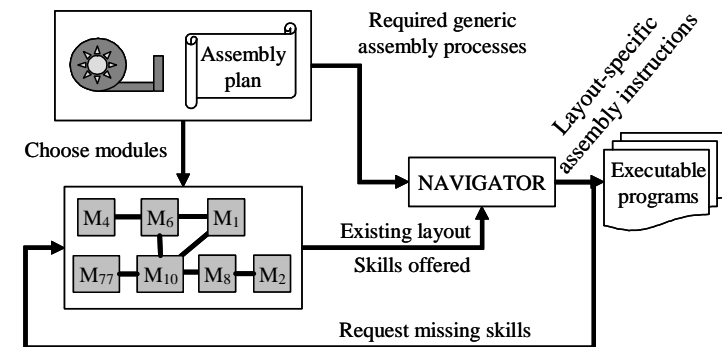 Required generic
assembly processes
Assembly
plan
Layout-specific
assembly instructions
Choose modules
NAVIGATOR
Executable
programs
M4
M6
M1
Existing layout
M77
M10
M8
M2
Skills offered
Request missing skills